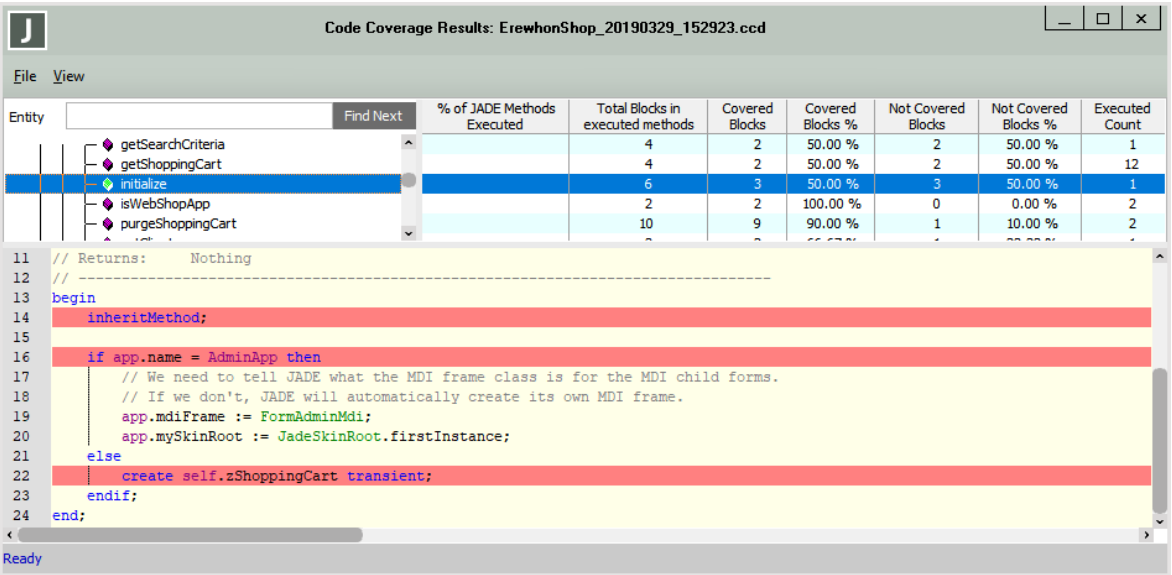 J
Code Coverage Results: ErewhonShop_20190329_152923.ccd
File View
Entity Find Next
% of JADE Methods Executed Total Blocks in executed methods Covered Blocks Covered Blocks % Not Covered Blocks Not Covered Blocks % Executed Count
getSearchCriteria 4 2 50.00 % 2 50.00 % 1
getShoppingCart 4 2 50.00 % 2 50.00 % 12
initialize 6 3 50.00 % 3 50.00 % 1
isWebShopApp 2 2 100.00 % 0 0.00 % 2
purgeShoppingCart 10 9 90.00 % 1 10.00 % 2
11 // Returns: Nothing
12 // --------------------------------------------------------------------------------
13 begin
14 inheritMethod;
15
16 if app.name = AdminApp then
17 // We need to tell JADE what the MDI frame class is for the MDI child forms.
18 // If we don't, JADE will automatically create its own MDI frame.
19 app.mdiFrame := FormAdminMdi;
20 app.mySkinRoot := JadeSkinRoot.firstInstance;
21 else
22 create self.zShoppingCart transient;
23 endif;
24 end;
Ready